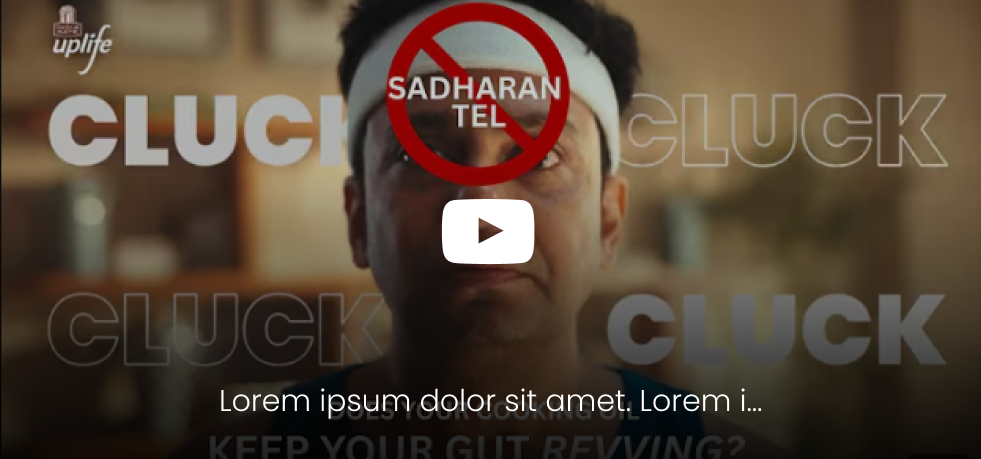 uplife
SADHARAN
TEL
CLUCK CLUCK
CLUCK CLUCK
Lorem ipsum dolor sit amet. Lorem i...
DOES YOUR COOKING OIL
KEEP YOUR GUT REVVING?